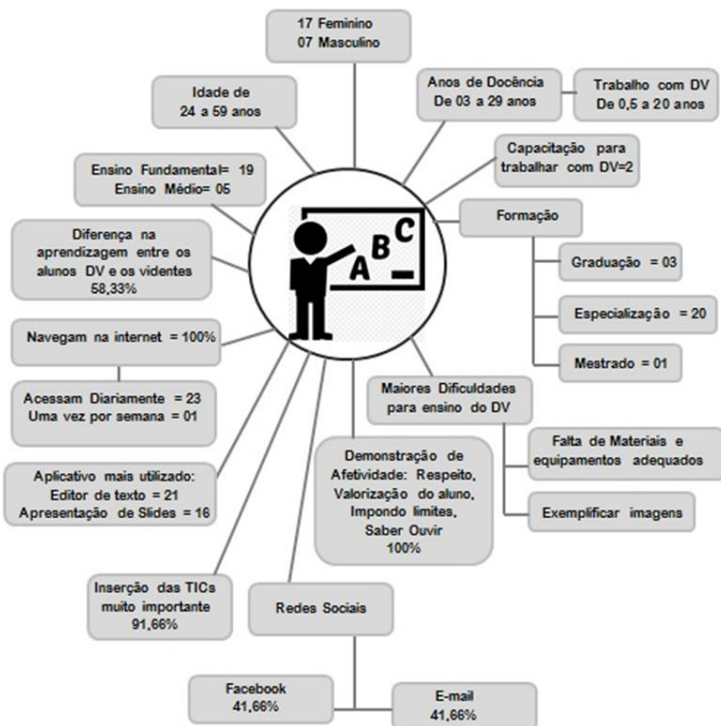 17 Feminino
07 Masculino
Idade de
24 a 59 anos
Anos de Docência
De 03 a 29 anos
Trabalho com DV
De 0,5 a 20 anos
Capacitação para
trabalhar com DV=2
Ensino Fundamental= 19
Ensino Médio= 05
Formação
Graduação = 03
Especialização = 20
Mestrado = 01
Diferença na
aprendizagem entre os
alunos DV e os videntes
58,33%
A B C
Navegam na internet = 100%
Acessam Diariamente = 23
Uma vez por semana = 01
Maiores Dificuldades
para ensino do DV
Falta de Materiais e
equipamentos adequados
Exemplificar imagens
Aplicativo mais utilizado:
Editor de texto = 21
Apresentação de Slides = 16
Demonstração de
Afetividade: Respeito,
Valorização do aluno,
Impondo limites,
Saber Ouvir
100%
Inserção das TICs
muito importante
91,66%
Redes Sociais
Facebook
41,66%
E-mail
41,66%